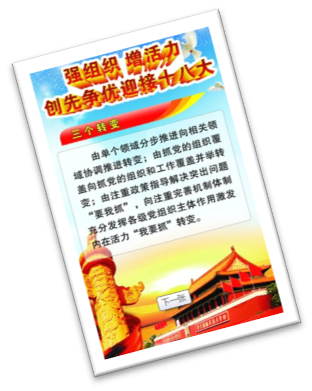 强组织 增活力
创先争优迎接十八大
三个转变
由单个领域分步推进向相关领
域协调推进转变；由抓党的组织覆
盖向抓党的组织和工作覆盖并举转
变；由注重政策指导解决突出问题
“要我抓”，向注重完善机制体制
充分发挥各级党组织主体作用激发
内在活力“我要抓”转变。
下一张